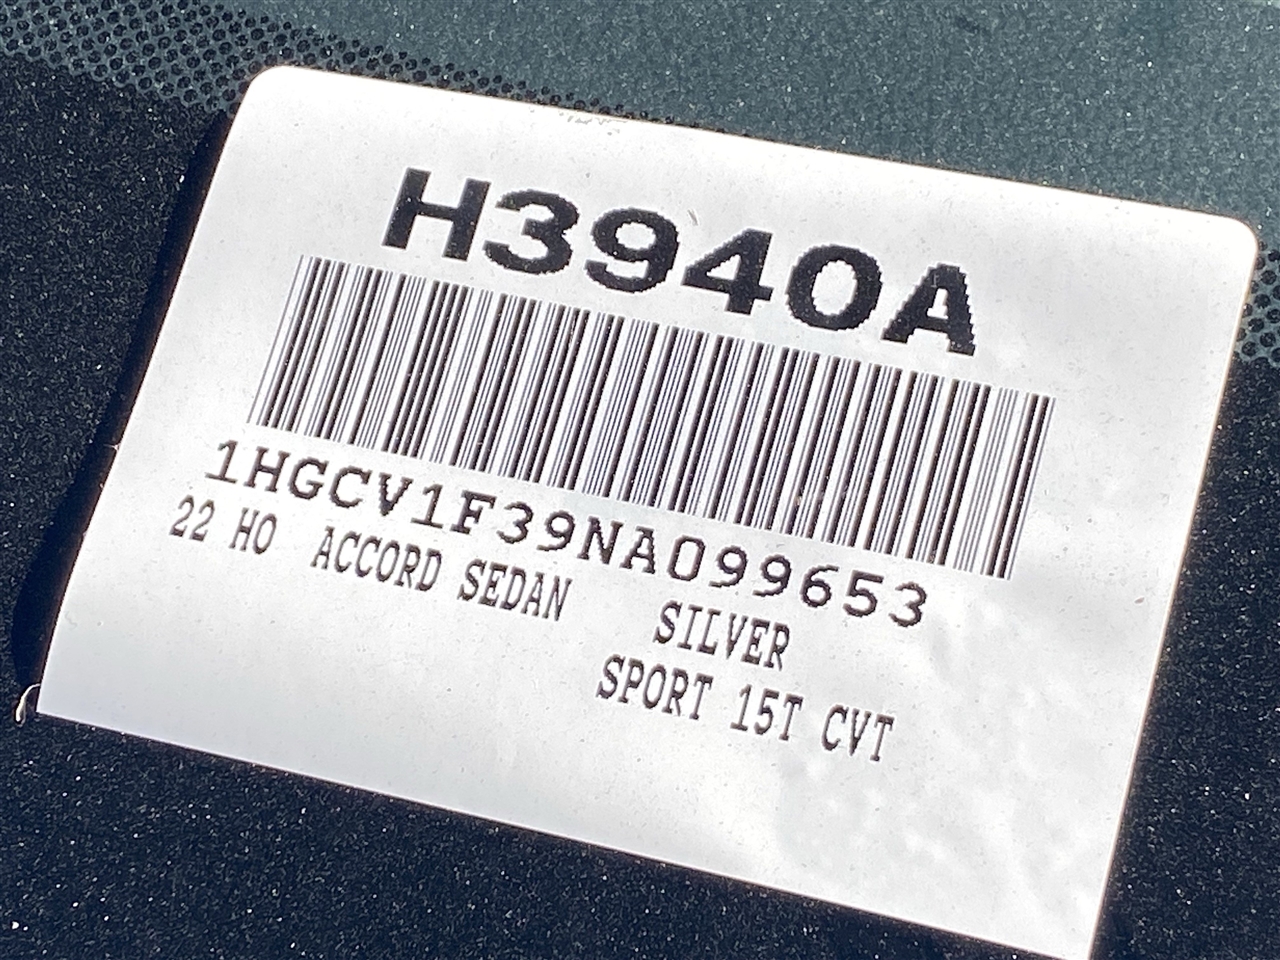 H3940A
1HGCV1F39NA099653
22 HO ACCORD SEDAN SILVER
SPORT 15T CVT